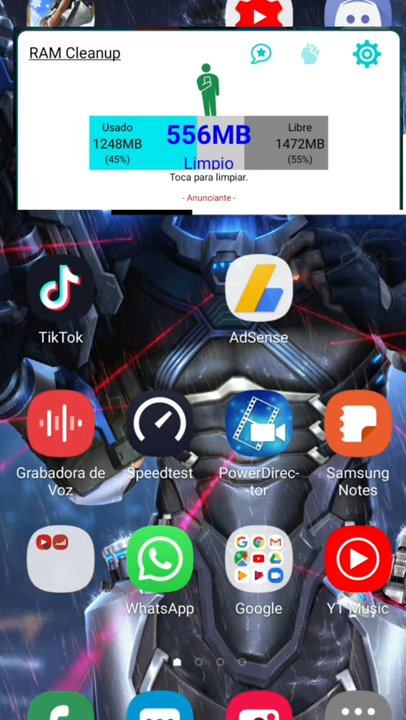 RAM Cleanup
Usado
1248MB
(45%)
556MB
Limpio
Libre
1472MB
(55%)
Toca para limpiar.
- Anunciante -
TikTok
AdSense
Grabadora de
Voz
Speedtest
PowerDirec-
tor
Samsung
Notes
WhatsApp
Google
YT Music